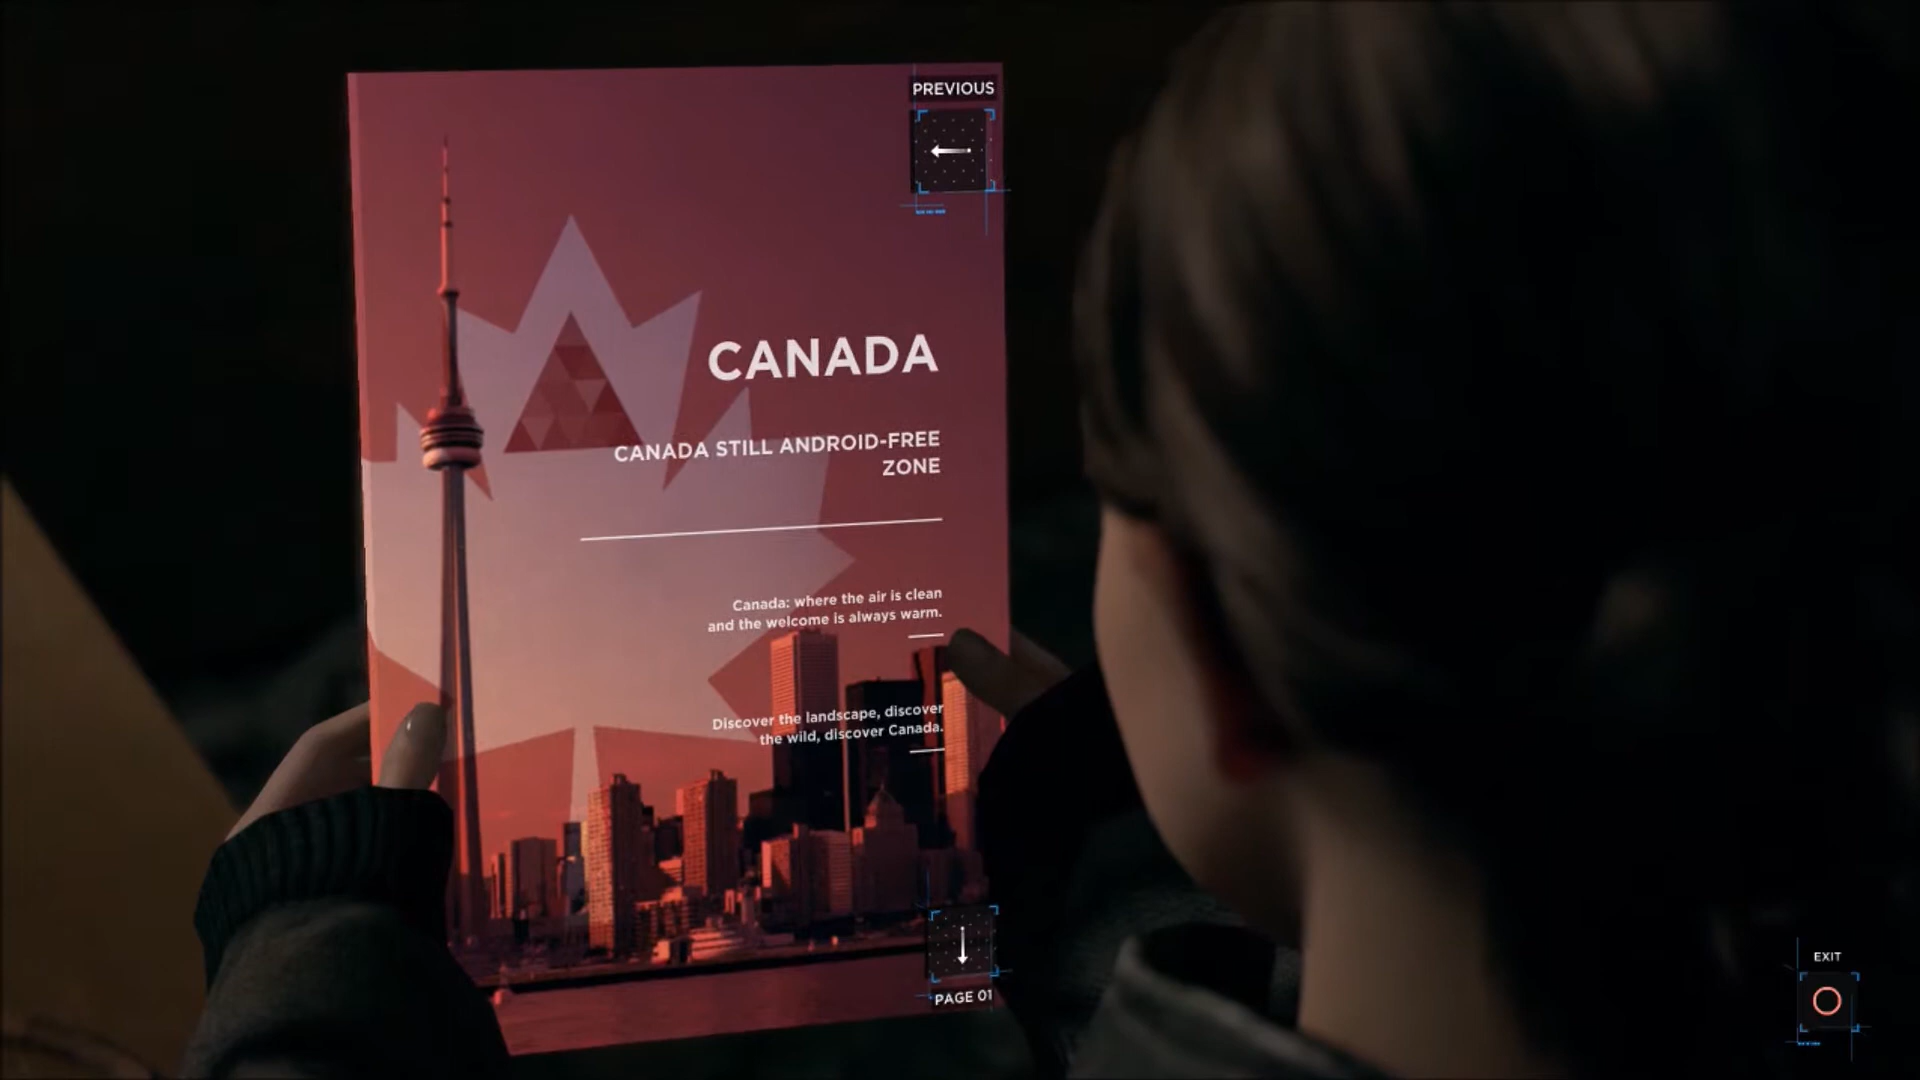 PREVIOUS
CANADA
CANADA STILL ANDROID-FREE
ZONE
Canada: where the air is clean
and the welcome is always warm.
Discover the landscape, discover
the wild, discover Canada.
PAGE 01
EXIT